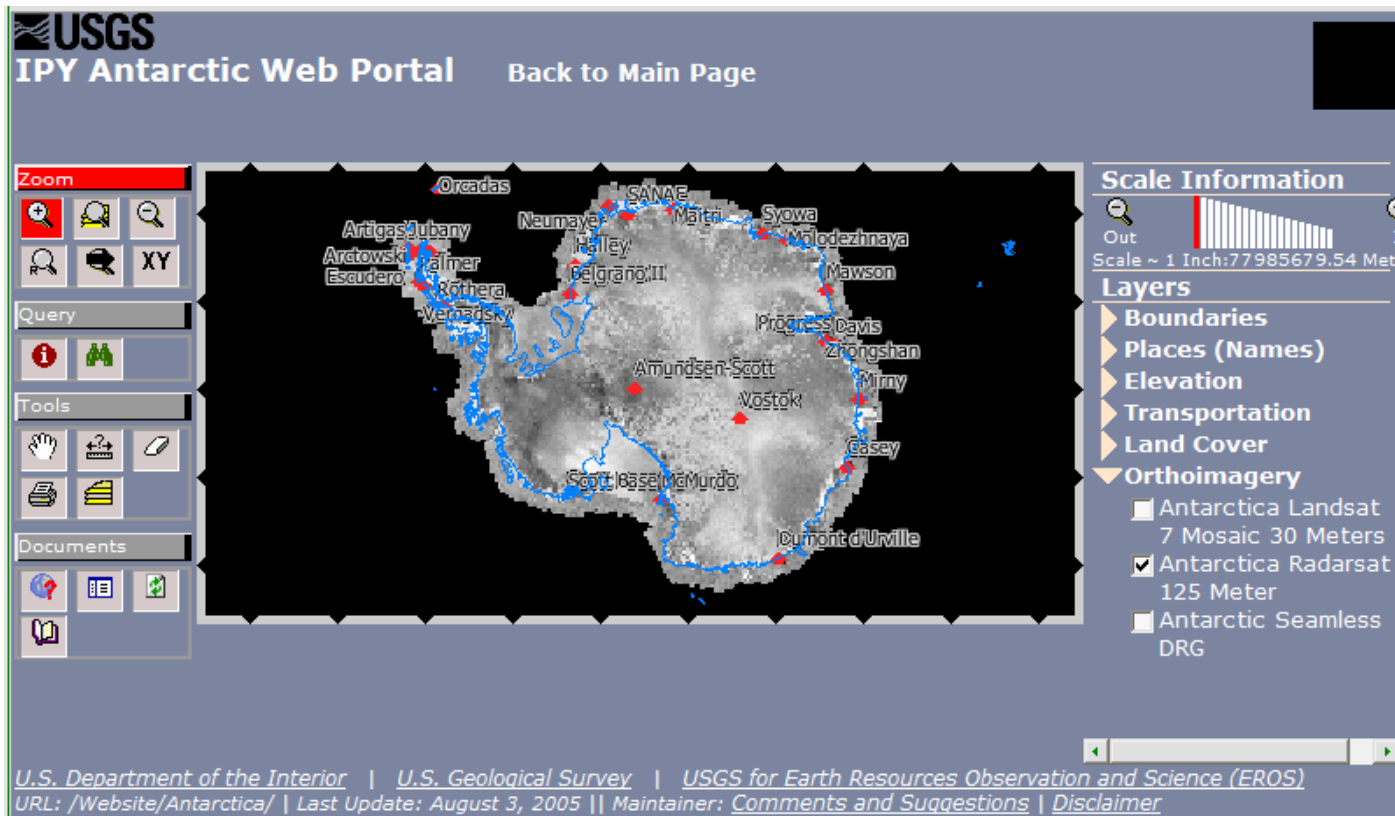 USGS
IPY Antarctic Web Portal Back to Main Page
Zoom
XY
Query
Tools
Documents
Orcadas
SANAE
Neumaye
Maitri
Syowa
Artigas Jubany
Halley
Molodezhnaya
Arctowski
Palmer
Escudero
Belgrano II
Mawson
Rothera
Vernadsky
Progress Davis
Zhongshan
Amundsen-Scott
Mirny
Vostok
Casey
Scott Base McMurdo
Dumont d'Urville
Scale Information
Out
Scale ~ 1 Inch:77985679.54 Met
Layers
Boundaries
Places (Names)
Elevation
Transportation
Land Cover
Orthoimagery
Antarctica Landsat
7 Mosaic 30 Meters
Antarctica Radarsat
125 Meter
Antarctic Seamless
DRG
U.S. Department of the Interior | U.S. Geological Survey | USGS for Earth Resources Observation and Science (EROS)
URL: /Website/Antarctica/ | Last Update: August 3, 2005 || Maintainer: Comments and Suggestions | Disclaimer